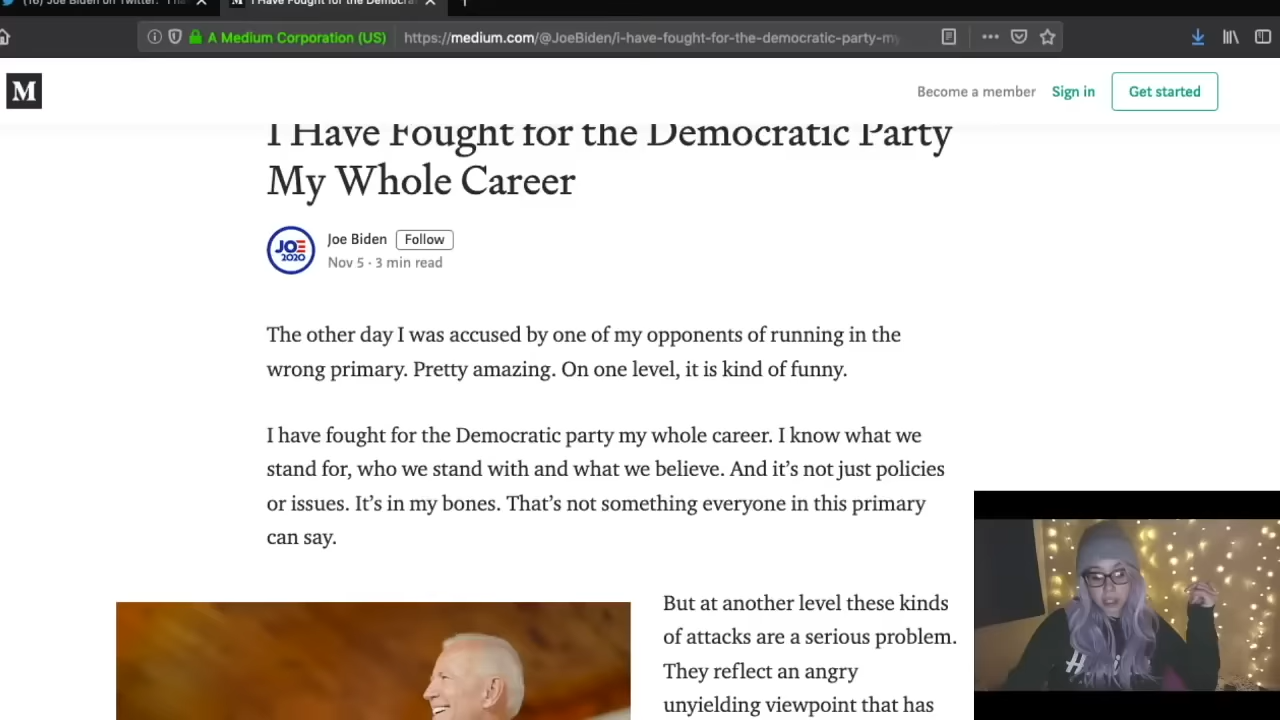 (16) Joe Biden on Twitter:
I Have Fought for the Democrat
A Medium Corporation (US)
https://medium.com/@JoeBiden/i-have-fought-for-the-democratic-party-my
M
Become a member
Sign in
Get started
I Have Fought for the Democratic Party
My Whole Career
JOE
2020
Joe Biden
Follow
Nov 5 · 3 min read
The other day I was accused by one of my opponents of running in the
wrong primary. Pretty amazing. On one level, it is kind of funny.
I have fought for the Democratic party my whole career. I know what we
stand for, who we stand with and what we believe. And it’s not just policies
or issues. It’s in my bones. That’s not something everyone in this primary
can say.
But at another level these kinds
of attacks are a serious problem.
They reflect an angry
unyielding viewpoint that has